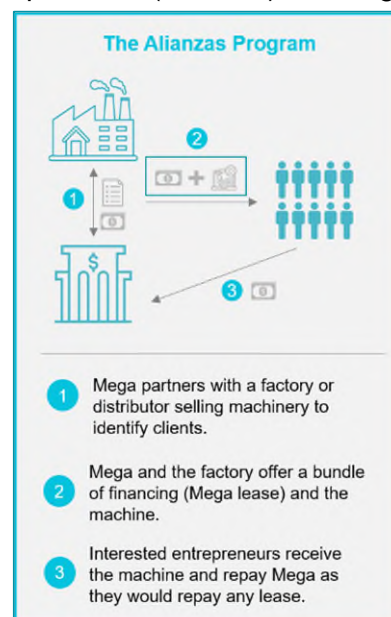 The Alianzas Program
2
1
$
3
1
Mega partners with a factory or
distributor selling machinery to
identify clients.
2
Mega and the factory offer a bundle
of financing (Mega lease) and the
machine.
3
Interested entrepreneurs receive
the machine and repay Mega as
they would repay any lease.